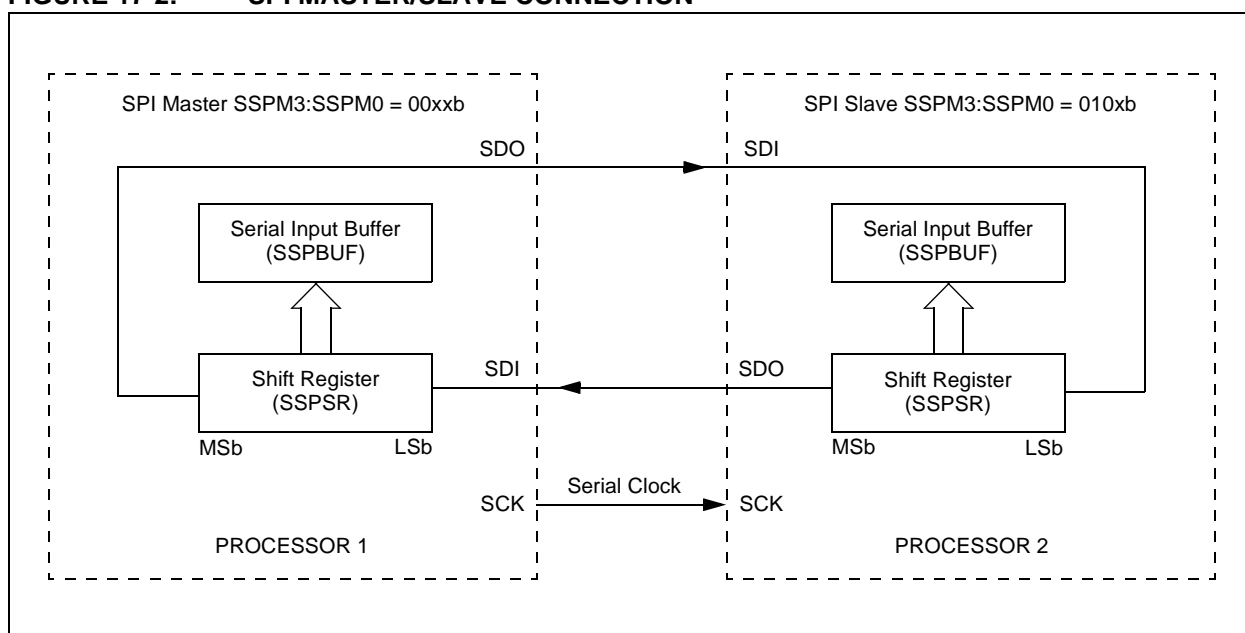 SPI Master SSPM3:SSPM0 = 00xxb
SPI Slave SSPM3:SSPM0 = 010xb
SDO
SDI
Serial Input Buffer
(SSPBUF)
Serial Input Buffer
(SSPBUF)
Shift Register
(SSPSR)
MSb
LSb
SDI
SDO
Shift Register
(SSPSR)
MSb
LSb
SCK
Serial Clock
SCK
PROCESSOR 1
PROCESSOR 2